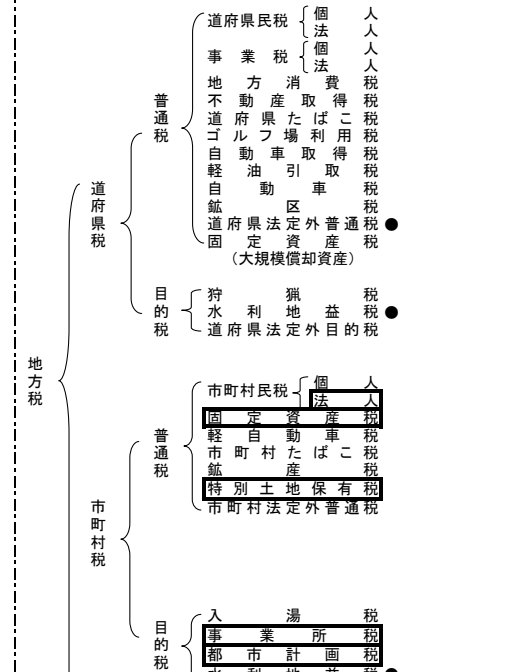 地方税
道府県税
普通税
道府県民税
個人
法人
事業税
個人
法人
地方消費税
不動産取得税
道府県たばこ税
ゴルフ場利用税
自動車取得税
軽油引取税
自動車税
鉱区税
道府県法定外普通税●
固定資産税
（大規模償却資産）
目的税
狩猟税
水利地益税●
道府県法定外目的税
市町村税
普通税
市町村民税
個人
法人
固定資産税
軽自動車税
市町村たばこ税
鉱産税
特別土地保有税
市町村法定外普通税
目的税
入湯税
事業所税
都市計画税
水利地益税●